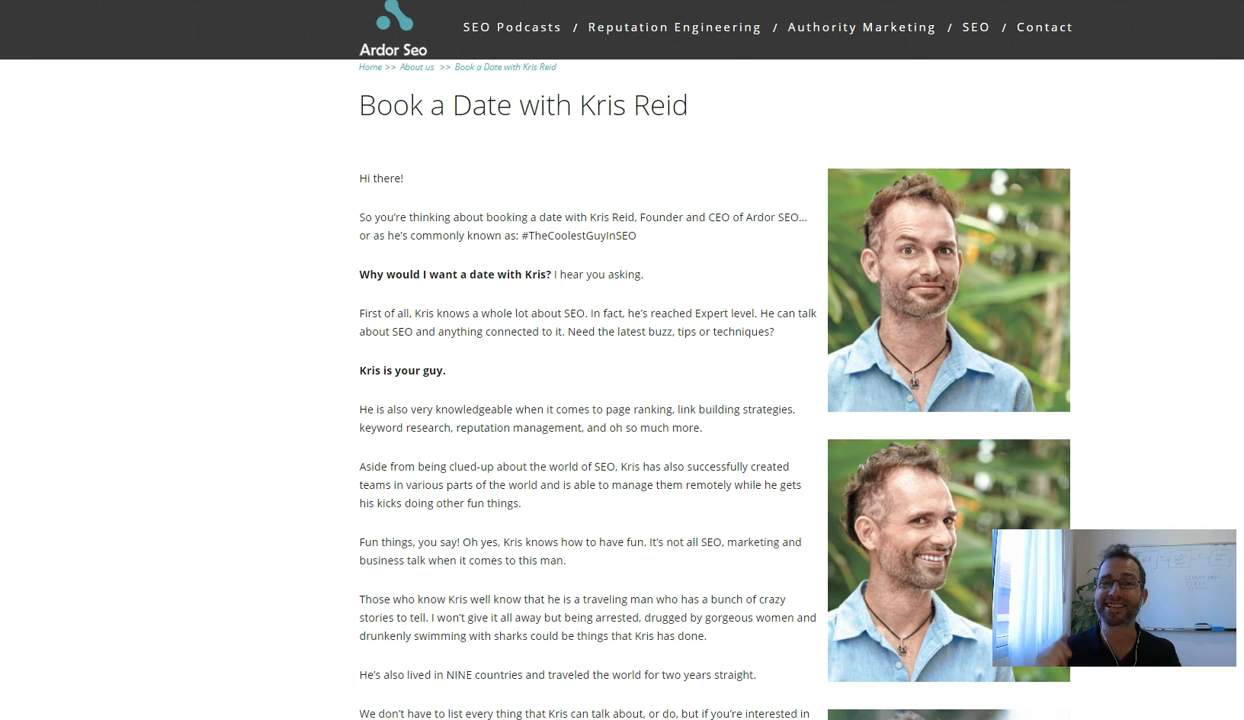 SEO Podcasts / Reputation Engineering / Authority Marketing / SEO / Contact
Ardor Seo
Home >> About us >> Book a Date with Kris Reid
Book a Date with Kris Reid
Hi there!
So you're thinking about booking a date with Kris Reid, Founder and CEO of Ardor SEO...
or as he's commonly known as: #TheCoolestGuyInSEO
Why would I want a date with Kris? I hear you asking.
First of all, Kris knows a whole lot about SEO. In fact, he's reached Expert level. He can talk
about SEO and anything connected to it. Need the latest buzz, tips or techniques?
Kris is your guy.
He is also very knowledgeable when it comes to page ranking, link building strategies,
keyword research, reputation management, and oh so much more.
Aside from being clued-up about the world of SEO, Kris has also successfully created
teams in various parts of the world and is able to manage them remotely while he gets
his kicks doing other fun things.
Fun things, you say! Oh yes, Kris knows how to have fun. It's not all SEO, marketing and
business talk when it comes to this man.
Those who know Kris well know that he is a traveling man who has a bunch of crazy
stories to tell. I won't give it all away but being arrested, drugged by gorgeous women and
drunkenly swimming with sharks could be things that Kris has done.
He's also lived in NINE countries and traveled the world for two years straight.
We don't have to list every thing that Kris can talk about, or do, but if you're interested in